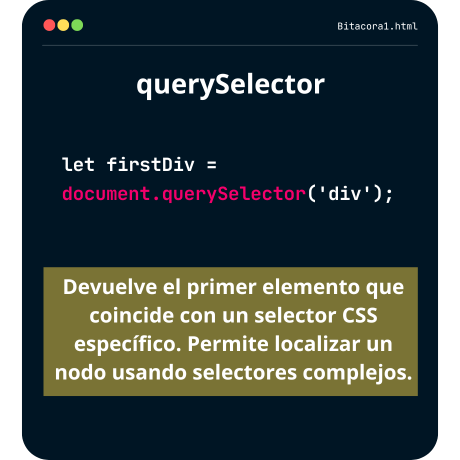 Bitacora1.html
querySelector
let firstDiv =
document.querySelector('div');
Devuelve el primer elemento que
coincide con un selector CSS
específico. Permite localizar un
nodo usando selectores complejos.